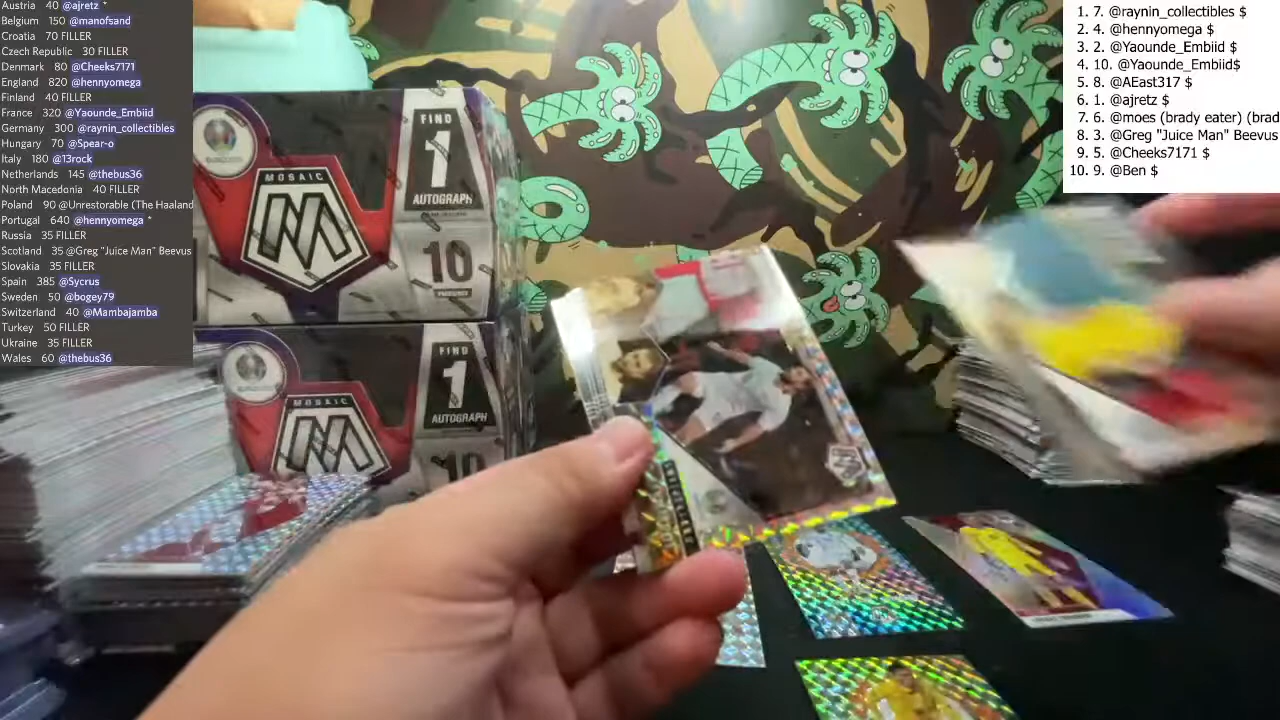 Austria 40 @ajretz *
Belgium 150 @manofsand
Croatia 70 FILLER
Czech Republic 30 FILLER
Denmark 80 @Cheeks7171
England 820 @hennyomega
Finland 40 FILLER
France 320 @Yaounde_Embiid
Germany 300 @raynin_collectibles
Hungary 70 @Spear-o
Italy 180 @13rock
Netherlands 145 @thebus36
North Macedonia 40 FILLER
Poland 90 @Unrestorable (The Haaland
Portugal 640 @hennyomega *
Russia 35 FILLER
Scotland 35 @Greg "Juice Man" Beevus
Slovakia 35 FILLER
Spain 385 @Sycrus
Sweden 50 @bogey79
Switzerland 40 @Mambajamba
Turkey 50 FILLER
Ukraine 35 FILLER
Wales 60 @thebus36
1. 7. @raynin_collectibles $
2. 4. @hennyomega $
3. 2. @Yaounde_Embiid $
4. 10. @Yaounde_Embiid$
5. 8. @AEast317 $
6. 1. @ajretz $
7. 6. @moes (brady eater) (brad
8. 3. @Greg "Juice Man" Beevus
9. 5. @Cheeks7171 $
10. 9. @Ben $
MOSAIC
FIND
1
AUTOGRAPH
10
MOSAIC
FIND
1
AUTOGRAPH
10